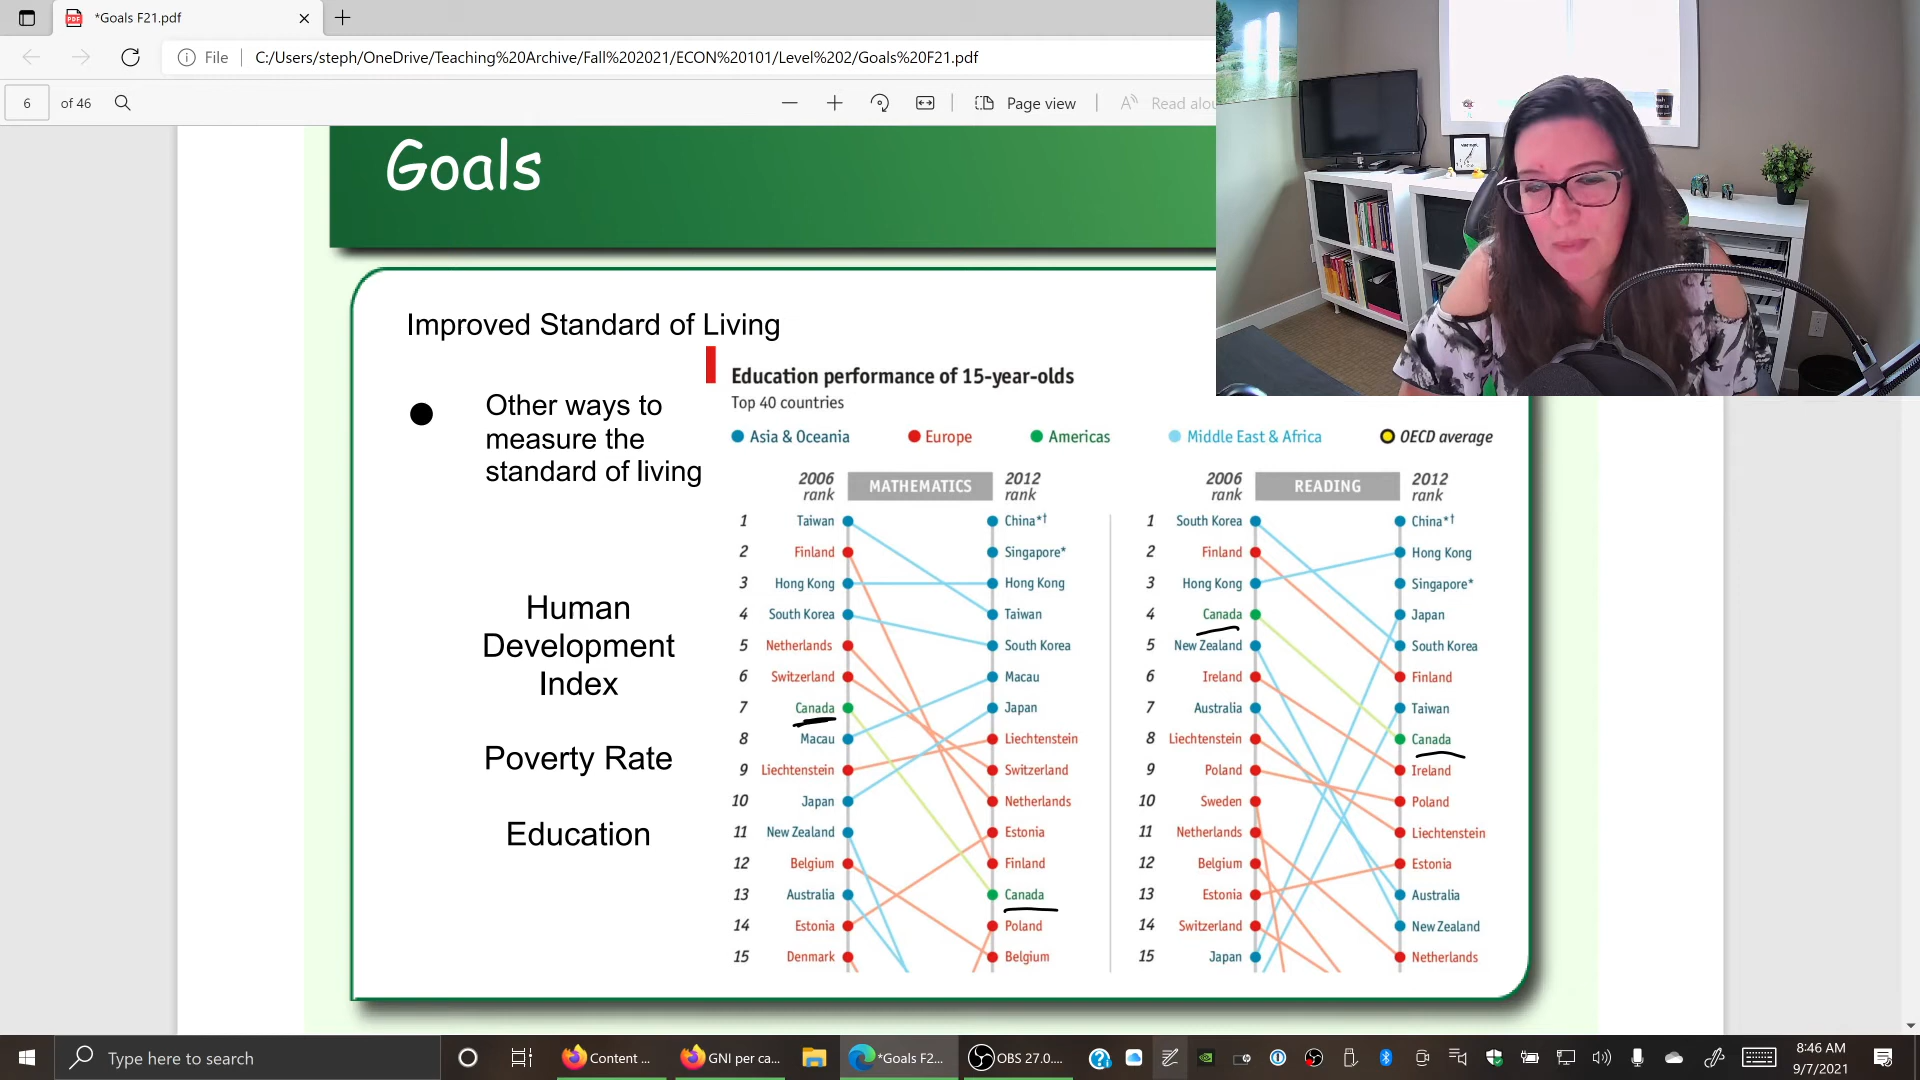 *Goals F21.pdf
File C:/Users/steph/OneDrive/Teaching%20Archive/Fall%202021/ECON%20101/Level%202/Goals%20F21.pdf
6 of 46 Page view Read alou
Goals
Improved Standard of Living
Other ways to
measure the
standard of living
Human
Development
Index
Poverty Rate
Education
Education performance of 15-year-olds
Top 40 countries
Asia & Oceania Europe Americas Middle East & Africa OECD average
2006 rank MATHEMATICS 2012 rank
1 Taiwan China*†
2 Finland Singapore*
3 Hong Kong Hong Kong
4 South Korea Taiwan
5 Netherlands South Korea
6 Switzerland Macau
7 Canada Japan
8 Macau Liechtenstein
9 Liechtenstein Switzerland
10 Japan Netherlands
11 New Zealand Estonia
12 Belgium Finland
13 Australia Canada
14 Estonia Poland
15 Denmark Belgium
2006 rank READING 2012 rank
1 South Korea China*†
2 Finland Hong Kong
3 Hong Kong Singapore*
4 Canada Japan
5 New Zealand South Korea
6 Ireland Finland
7 Australia Taiwan
8 Liechtenstein Canada
9 Poland Ireland
10 Sweden Poland
11 Netherlands Liechtenstein
12 Belgium Estonia
13 Estonia Australia
14 Switzerland New Zealand
15 Japan Netherlands
Type here to search Content ... GNI per ca... *Goals F2... OBS 27.0....
8:46 AM
9/7/2021